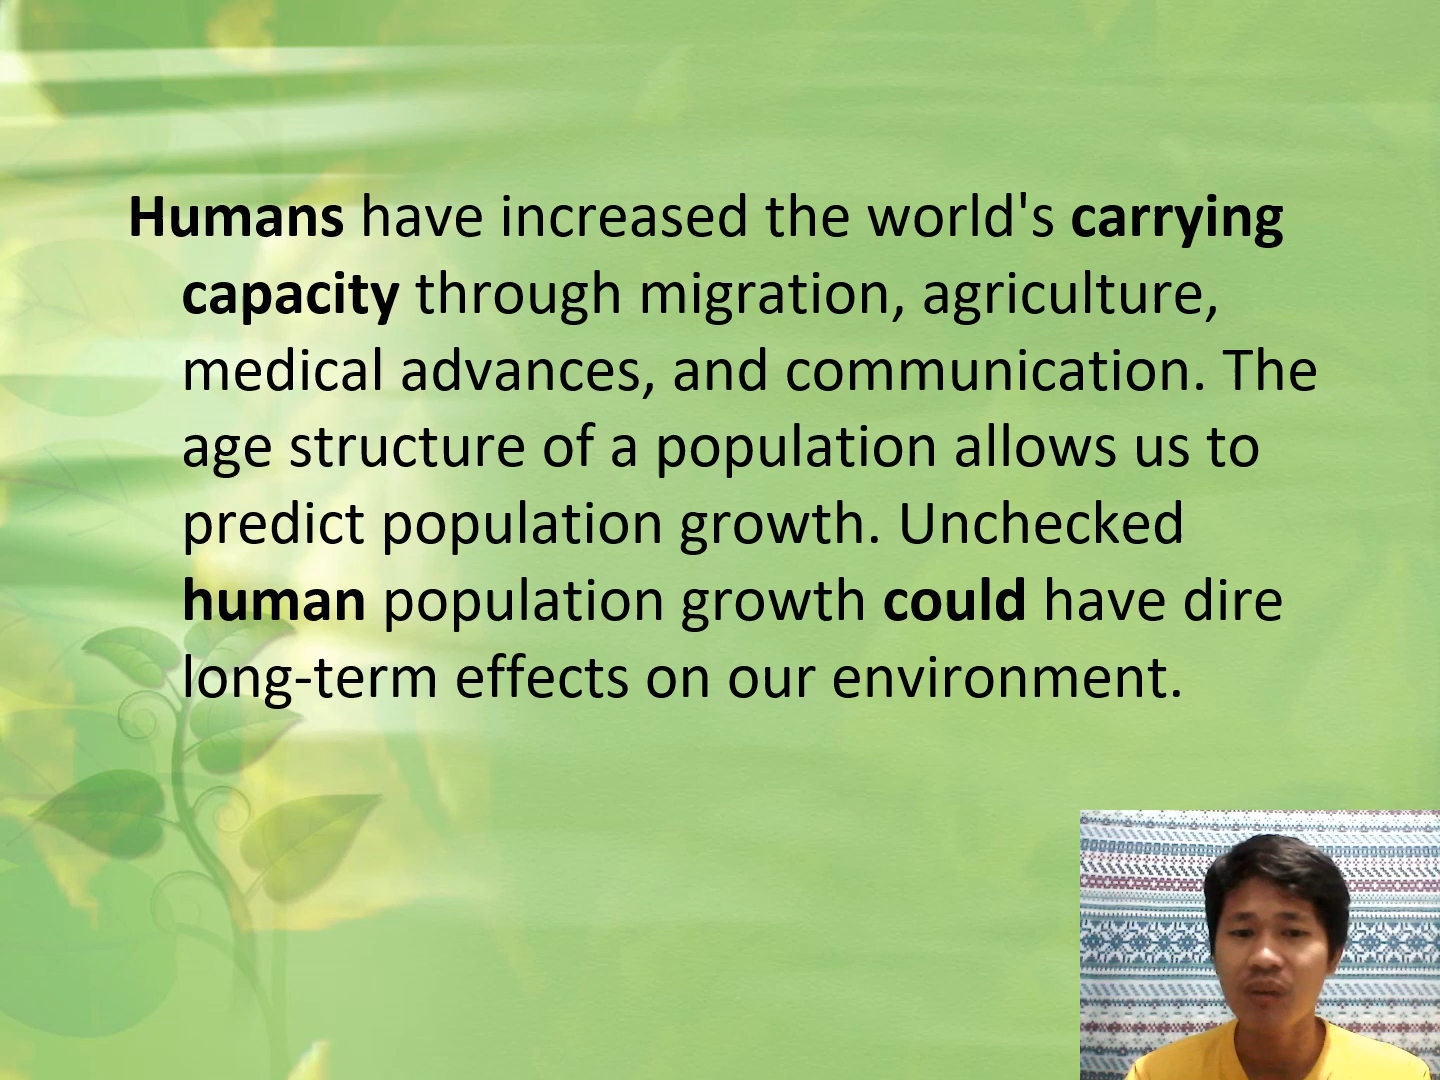 Humans have increased the world's carrying
capacity through migration, agriculture,
medical advances, and communication. The
age structure of a population allows us to
predict population growth. Unchecked
human population growth could have dire
long-term effects on our environment.